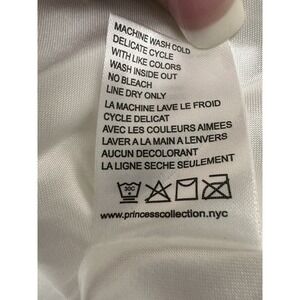 MACHINE WASH COLD
DELICATE CYCLE
WITH LIKE COLORS
WASH INSIDE OUT
NO BLEACH
LINE DRY ONLY
LA MACHINE LAVE LE FROID
CYCLE DELICAT
AVEC LES COULEURS AIMEES
LAVER A LA MAIN A LENVERS
AUCUN DECOLORANT
LA LIGNE SECHE SEULEMENT
30C
www.princesscollection.nyc